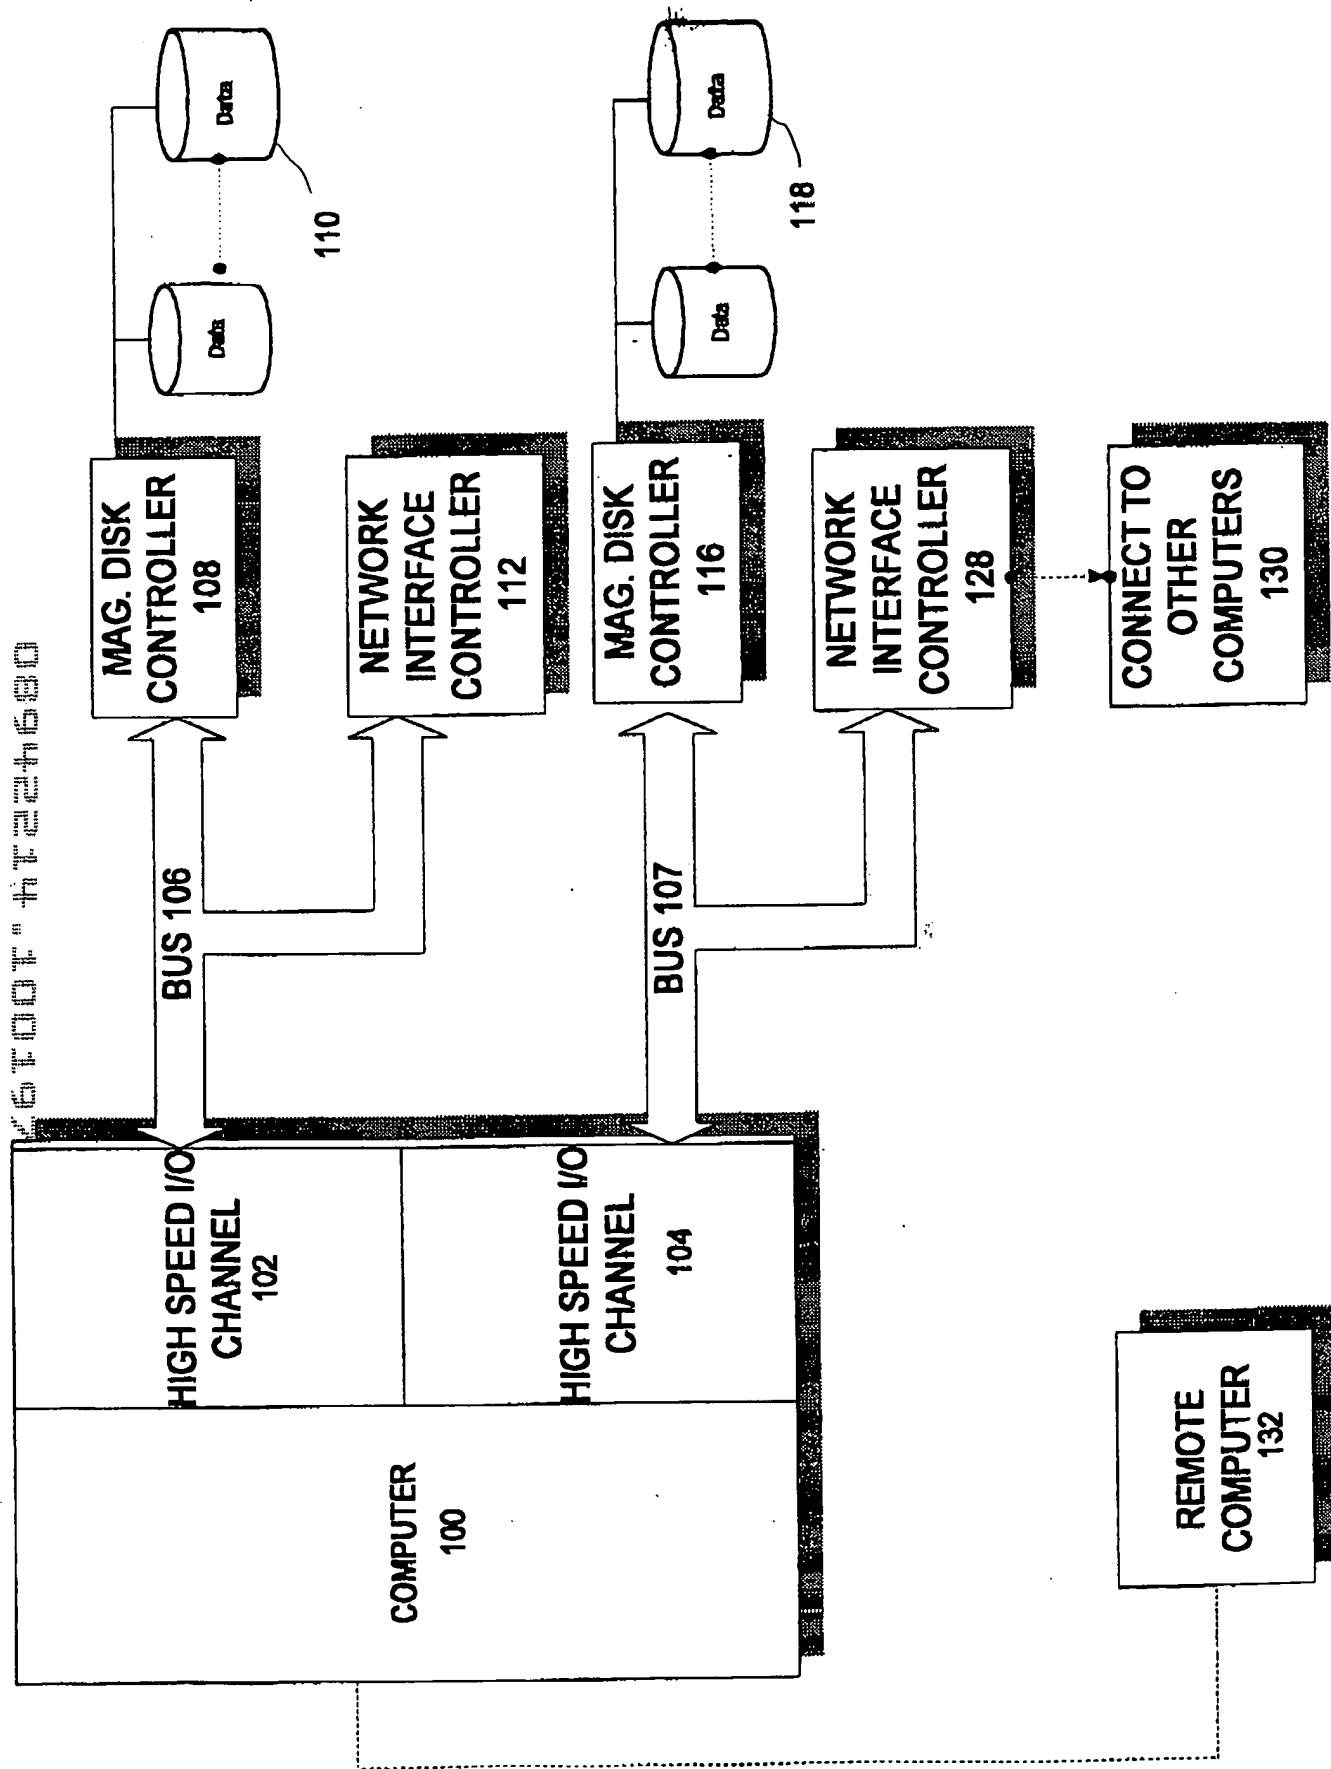 COMPUTER
100
HIGH SPEED I/O
CHANNEL
102
HIGH SPEED I/O
CHANNEL
104
BUS 106
BUS 107
MAG. DISK
CONTROLLER
108
NETWORK
INTERFACE
CONTROLLER
112
MAG. DISK
CONTROLLER
116
NETWORK
INTERFACE
CONTROLLER
128
CONNECT TO
OTHER
COMPUTERS
130
Data
Data
110
Data
Data
118
REMOTE
COMPUTER
132